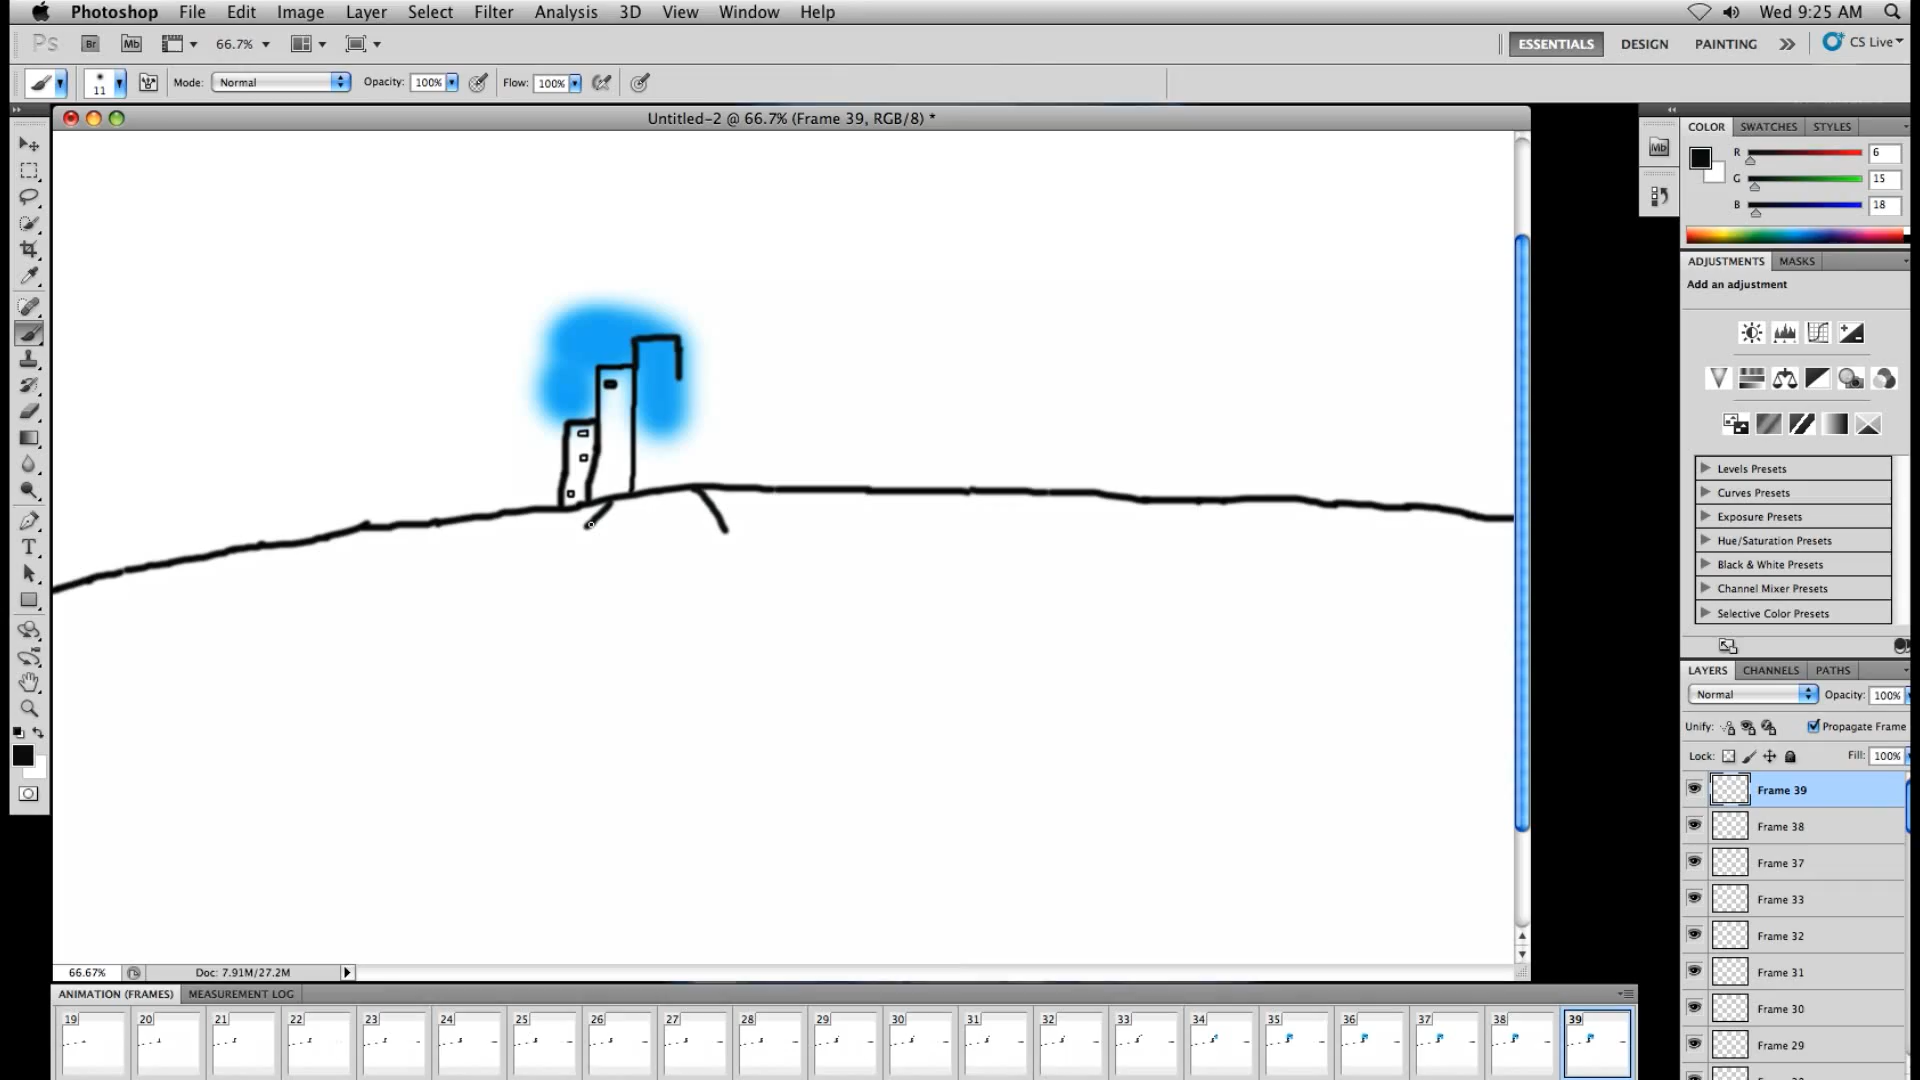 Photoshop File Edit Image Layer Select Filter Analysis 3D View Window Help Wed 9:25 AM
Ps Br Mb 66.7% ESSENTIALS DESIGN PAINTING CS Live
11 Mode: Normal Opacity: 100% Flow: 100%
Untitled-2 @ 66.7% (Frame 39, RGB/8) *
COLOR SWATCHES STYLES
Mb
R 6
G 15
B 18
ADJUSTMENTS MASKS
Add an adjustment
Levels Presets
Curves Presets
Exposure Presets
Hue/Saturation Presets
Black & White Presets
Channel Mixer Presets
Selective Color Presets
LAYERS CHANNELS PATHS
Normal Opacity: 100%
Unify: Propagate Frame
Lock: Fill: 100%
Frame 39
Frame 38
Frame 37
Frame 33
Frame 32
Frame 31
Frame 30
Frame 29
66.67% Doc: 7.91M/27.2M
ANIMATION (FRAMES) MEASUREMENT LOG
19 20 21 22 23 24 25 26 27 28 29 30 31 32 33 34 35 36 37 38 39